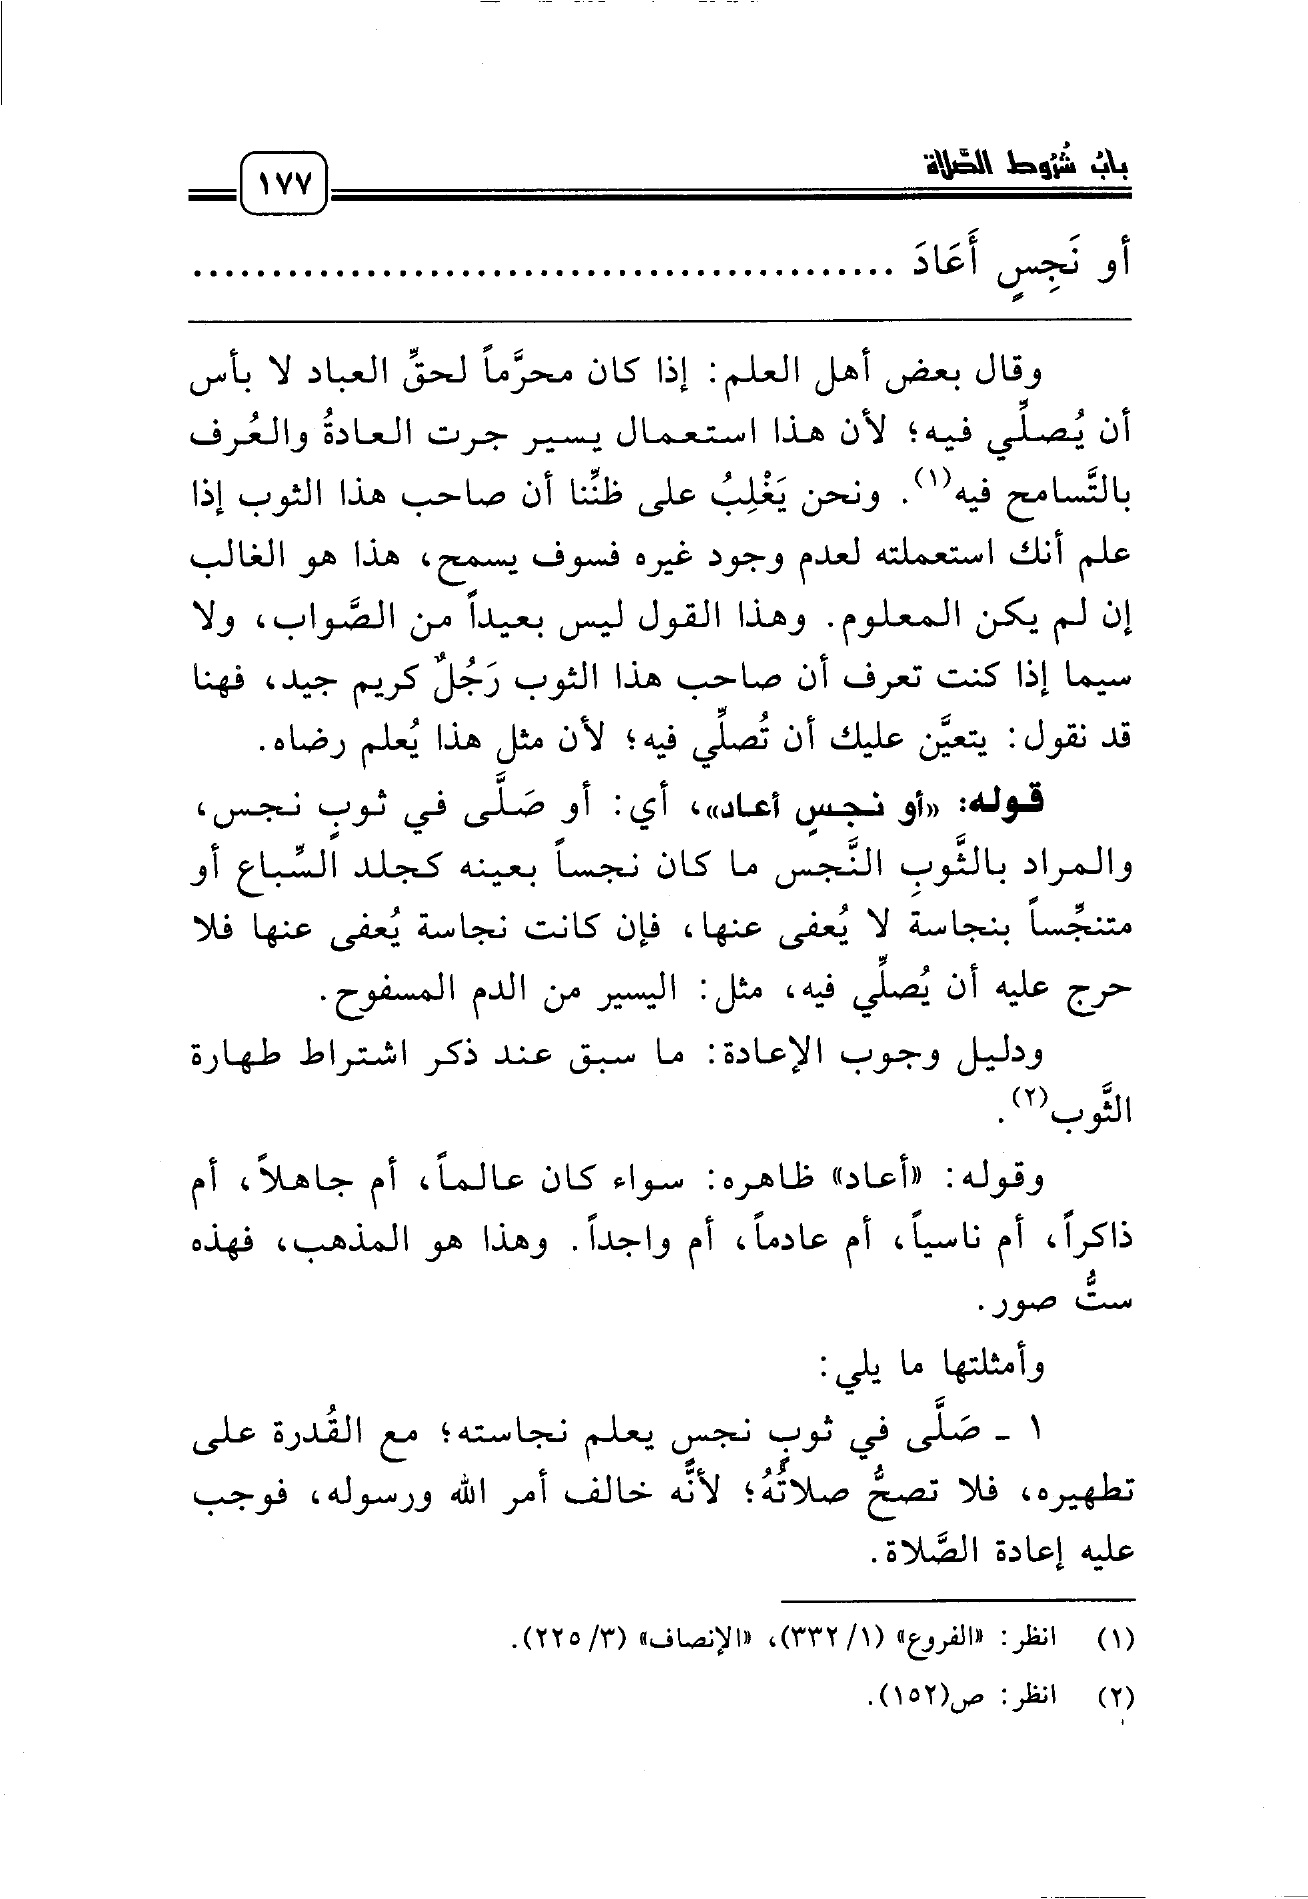 بابُ شُرُوط الصَّلاة
١٧٧
أو نَجِسٍ أَعَادَ ............................................
وقال بعض أهل العلم: إذا كان محرَّماً لحقِّ العباد لا بأس
أن يُصلِّي فيه؛ لأن هذا استعمال يسير جرت العادةُ والعُرف
بالتَّسامح فيه(١). ونحن يَغْلِبُ على ظنِّنا أن صاحب هذا الثوب إذا
علم أنك استعملته لعدم وجود غيره فسوف يسمح، هذا هو الغالب
إن لم يكن المعلوم. وهذا القول ليس بعيداً من الصَّواب، ولا
سيما إذا كنت تعرف أن صاحب هذا الثوب رَجُلٌ كريم جيد، فهنا
قد نقول: يتعيَّن عليك أن تُصلِّي فيه؛ لأن مثل هذا يُعلم رضاه.
قوله: «أو نجسٍ أعاد»، أي: أو صَلَّى في ثوبٍ نجس،
والمراد بالثَّوبِ النَّجس ما كان نجساً بعينه كجلد السِّباع أو
متنجِّساً بنجاسة لا يُعفى عنها، فإن كانت نجاسة يُعفى عنها فلا
حرج عليه أن يُصلِّي فيه، مثل: اليسير من الدم المسفوح.
ودليل وجوب الإعادة: ما سبق عند ذكر اشتراط طهارة
الثَّوب(٢).
وقوله: «أعاد» ظاهره: سواء كان عالماً، أم جاهلاً، أم
ذاكراً، أم ناسياً، أم عادماً، أم واجداً. وهذا هو المذهب، فهذه
ستُّ صور.
وأمثلتها ما يلي:
١ ـ صَلَّى في ثوبٍ نجسٍ يعلم نجاسته؛ مع القُدرة على
تطهيره، فلا تصحُّ صلاتُهُ؛ لأنَّه خالف أمر الله ورسوله، فوجب
عليه إعادة الصَّلاة.
(١) انظر: «الفروع» (١/ ٣٣٢)، «الإنصاف» (٣/ ٢٢٥).
(٢) انظر: ص(١٥٢).